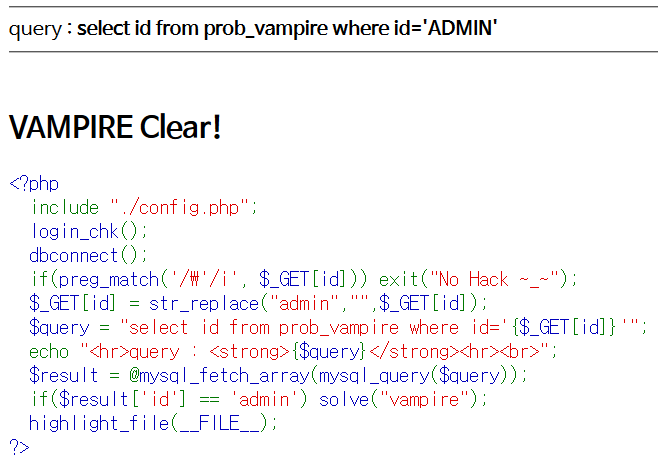 query : select id from prob_vampire where id='ADMIN'
VAMPIRE Clear!
<?php
include "./config.php";
login_chk();
dbconnect();
if(preg_match('/₩'/i', $_GET[id])) exit("No Hack ~_~");
$_GET[id] = str_replace("admin","",$_GET[id]);
$query = "select id from prob_vampire where id='{$_GET[id]}'";
echo "<hr>query : <strong>{$query}</strong><hr><br>";
$result = @mysql_fetch_array(mysql_query($query));
if($result['id'] == 'admin') solve("vampire");
highlight_file(__FILE__);
?>